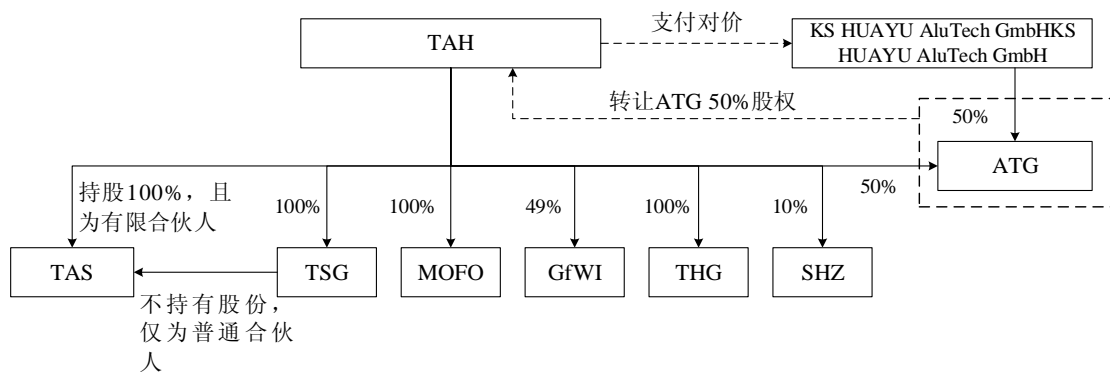 TAH
支付对价
KS HUAYU AluTech GmbHKS
HUAYU AluTech GmbH
转让ATG 50%股权
50%
ATG
50%
持股100%，且
为有限合伙人
100%
100%
49%
100%
10%
TAS
TSG
MOFO
GfWI
THG
SHZ
不持有股份，
仅为普通合伙
人